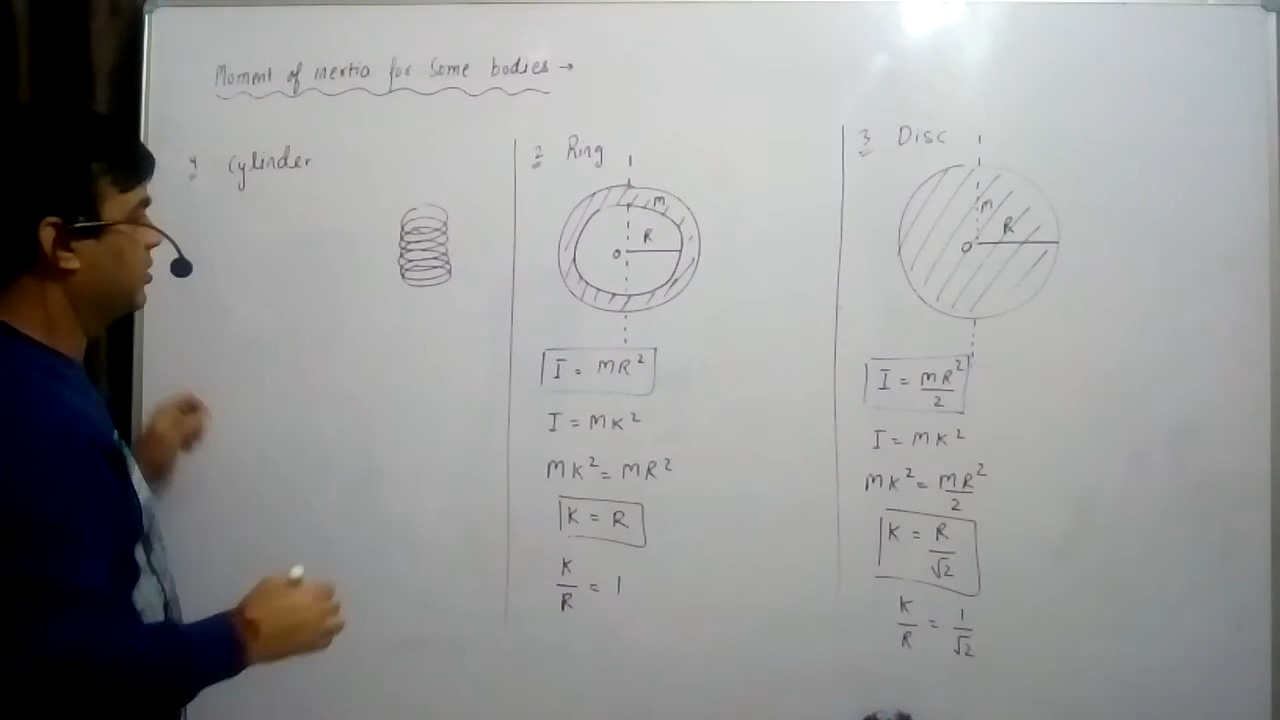 Moment of inertia for Some bodies →
4 Cylinder
2 Ring
M
R
O
I = MR²
I = MK²
MK² = MR²
K = R
K/R = 1
3 Disc
M
R
O
I = MR²/2
I = MK²
MK² = MR²/2
K = R/√2
K/R = 1/√2